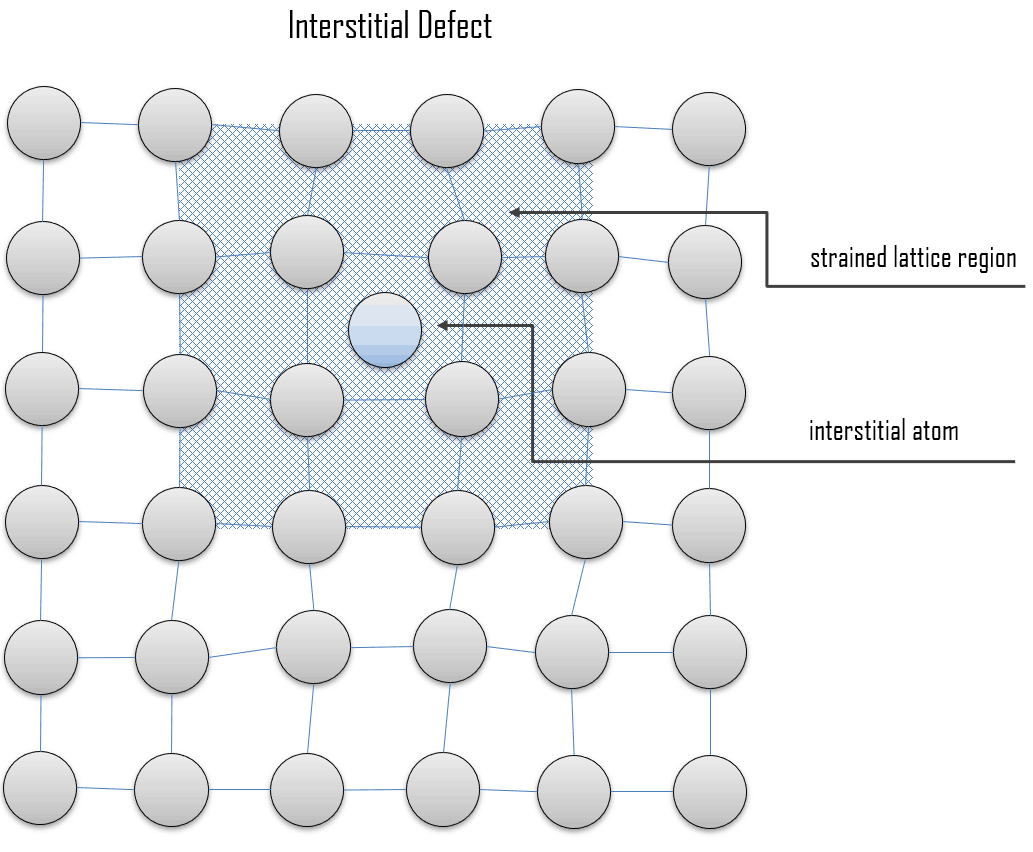 Interstitial Defect
strained lattice region
interstitial atom